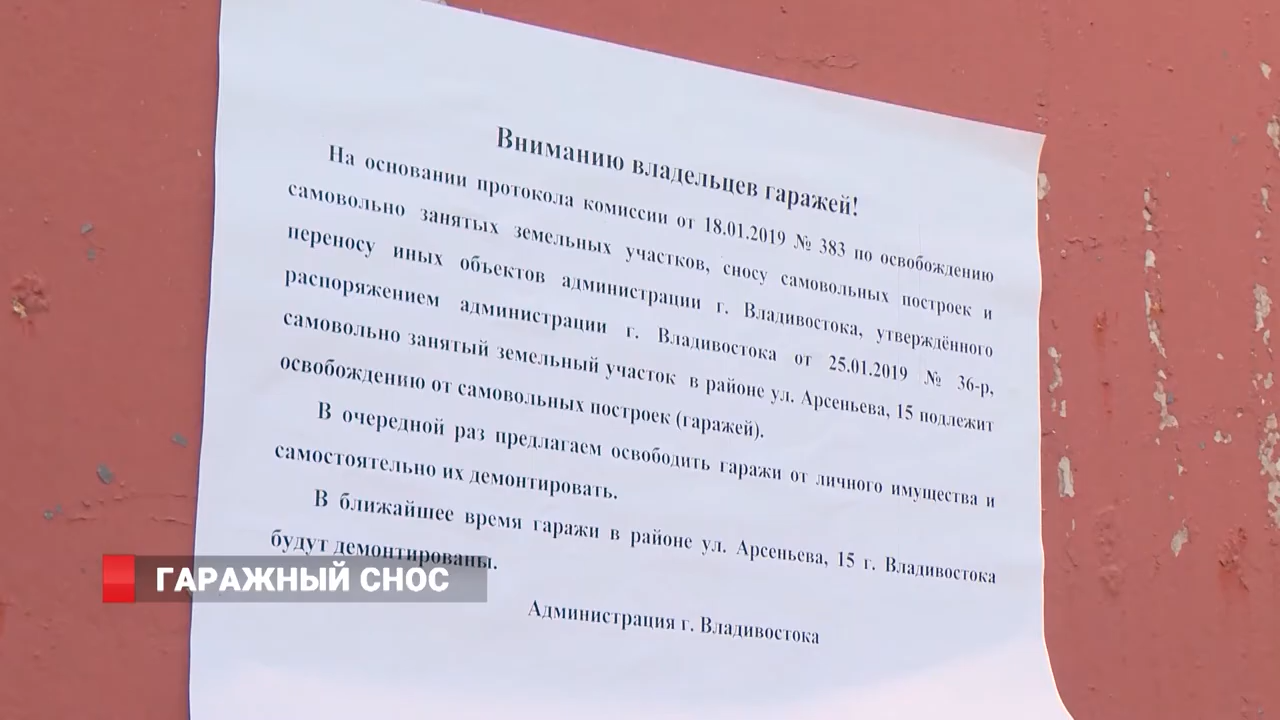 Вниманию владельцев гаражей!
На основании протокола комиссии от 18.01.2019 № 383 по освобождению
самовольно занятых земельных участков, сносу самовольных построек и
переносу иных объектов администрации г. Владивостока, утверждённого
распоряжением администрации г. Владивостока от 25.01.2019 № 36-р,
самовольно занятый земельный участок в районе ул. Арсеньева, 15 подлежит
освобождению от самовольных построек (гаражей).
В очередной раз предлагаем освободить гаражи от личного имущества и
самостоятельно их демонтировать.
В ближайшее время гаражи в районе ул. Арсеньева, 15 г. Владивостока
будут демонтированы.
Администрация г. Владивостока
ГАРАЖНЫЙ СНОС